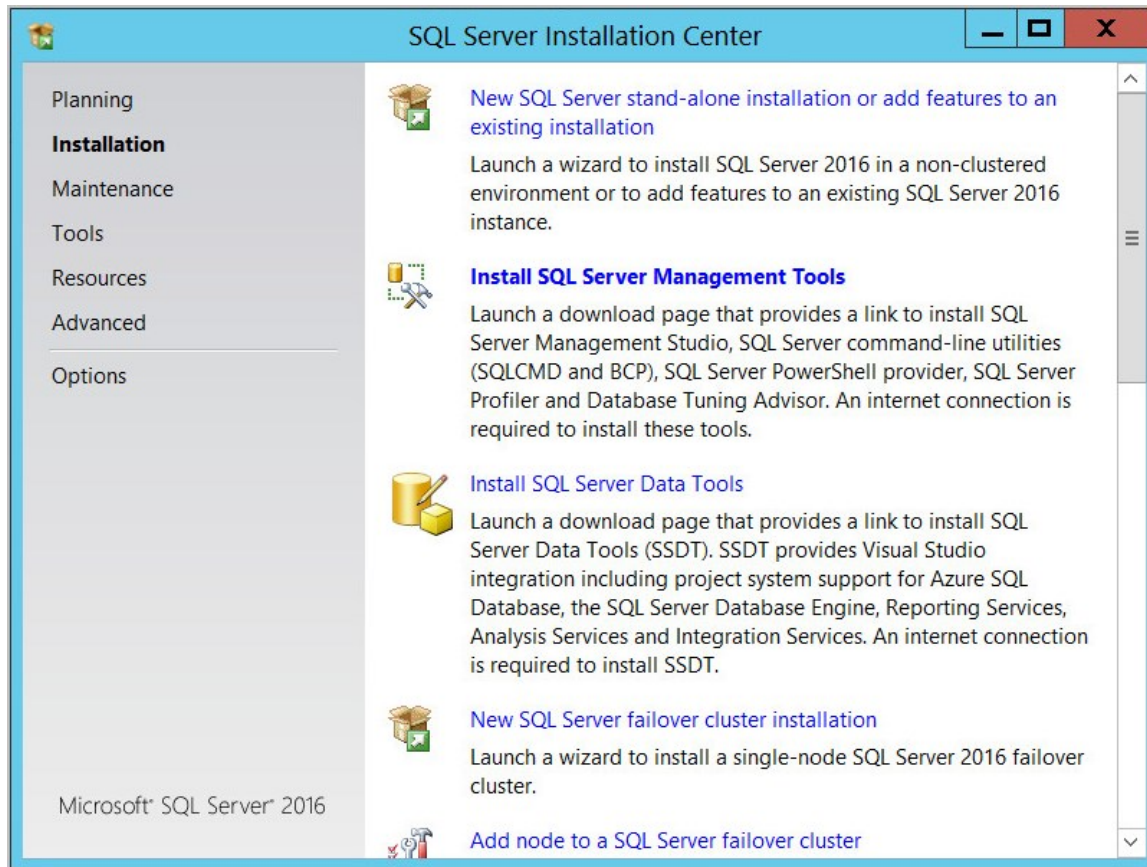 SQL Server Installation Center
Planning
Installation
Maintenance
Tools
Resources
Advanced
Options
Microsoft® SQL Server® 2016
New SQL Server stand-alone installation or add features to an
existing installation
Launch a wizard to install SQL Server 2016 in a non-clustered
environment or to add features to an existing SQL Server 2016
instance.
Install SQL Server Management Tools
Launch a download page that provides a link to install SQL
Server Management Studio, SQL Server command-line utilities
(SQLCMD and BCP), SQL Server PowerShell provider, SQL Server
Profiler and Database Tuning Advisor. An internet connection is
required to install these tools.
Install SQL Server Data Tools
Launch a download page that provides a link to install SQL
Server Data Tools (SSDT). SSDT provides Visual Studio
integration including project system support for Azure SQL
Database, the SQL Server Database Engine, Reporting Services,
Analysis Services and Integration Services. An internet connection
is required to install SSDT.
New SQL Server failover cluster installation
Launch a wizard to install a single-node SQL Server 2016 failover
cluster.
Add node to a SQL Server failover cluster